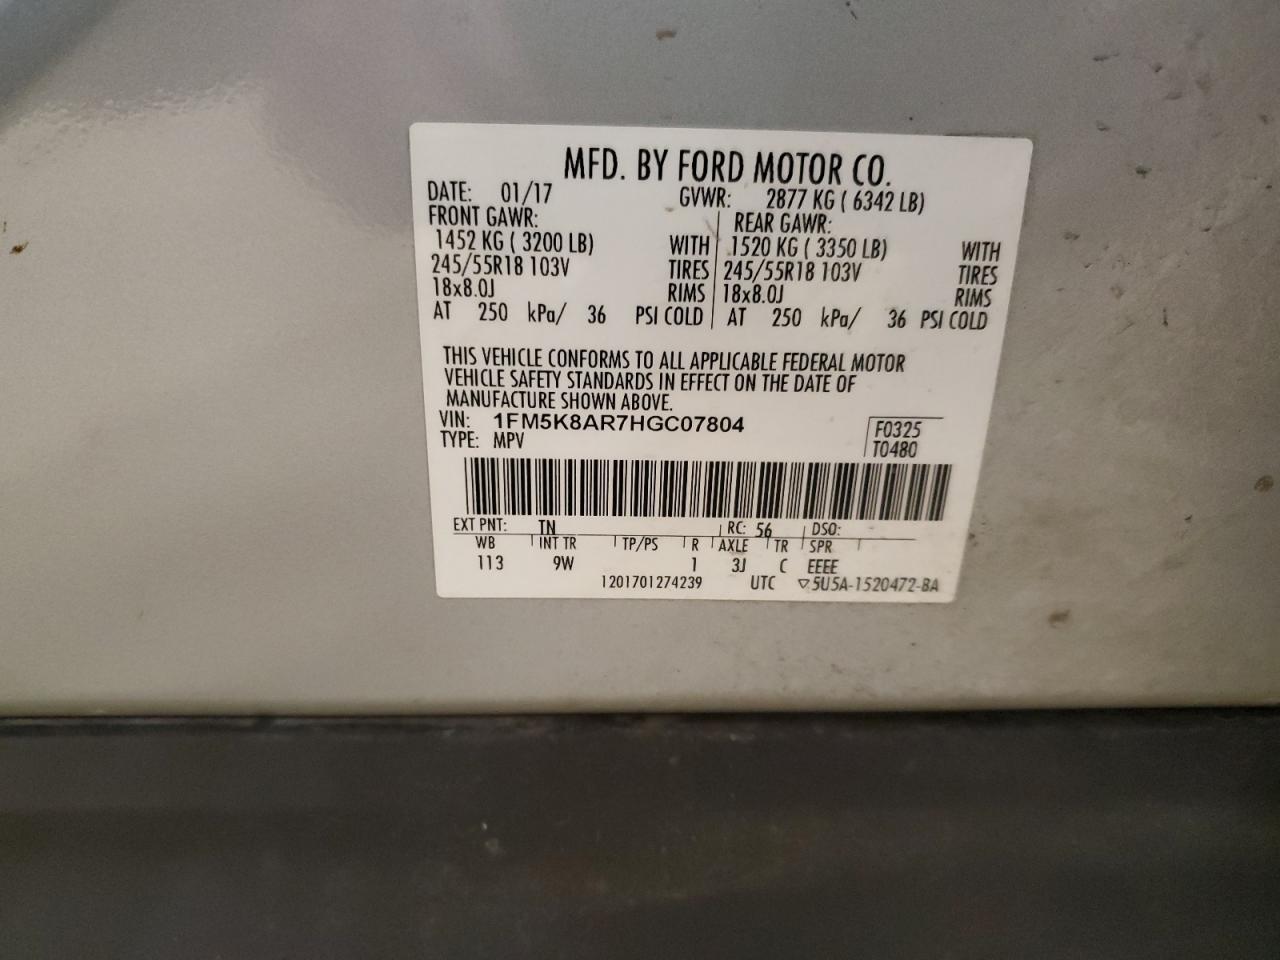 MFD. BY FORD MOTOR CO.
DATE: 01/17 GVWR: 2877 KG ( 6342 LB)
FRONT GAWR: REAR GAWR:
1452 KG ( 3200 LB) WITH 1520 KG ( 3350 LB) WITH
245/55R18 103V TIRES 245/55R18 103V TIRES
18x8.0J RIMS 18x8.0J RIMS
AT 250 kPa/ 36 PSI COLD AT 250 kPa/ 36 PSI COLD
THIS VEHICLE CONFORMS TO ALL APPLICABLE FEDERAL MOTOR
VEHICLE SAFETY STANDARDS IN EFFECT ON THE DATE OF
MANUFACTURE SHOWN ABOVE.
VIN: 1FM5K8AR7HGC07804 F0325
TYPE: MPV T0480
EXT PNT: TN RC: 56 DSO:
WB INT TR TP/PS R AXLE TR SPR
113 9W 1 3J C EEEE
1201701274239 UTC ▽5U5A-1520472-BA